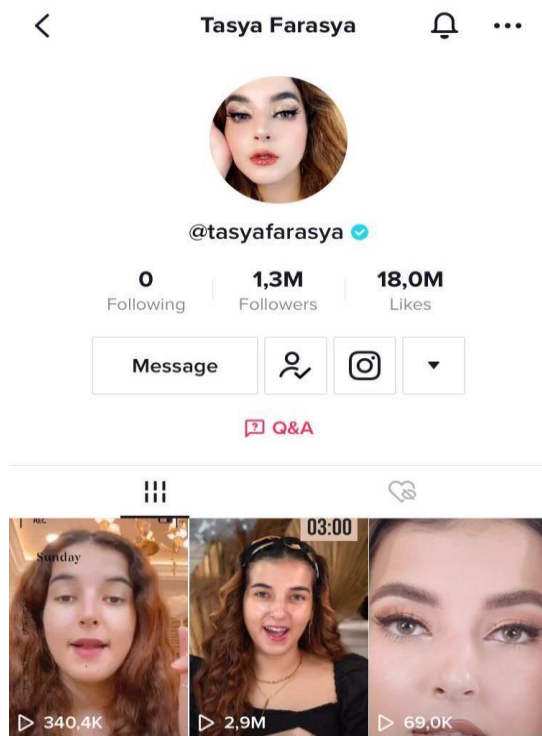 Tasya Farasya
@tasyafarasya
0 1,3M 18,0M
Following Followers Likes
Message
Q&A
REC
Sunday
03:00
340,4K 2,9M 69,0K